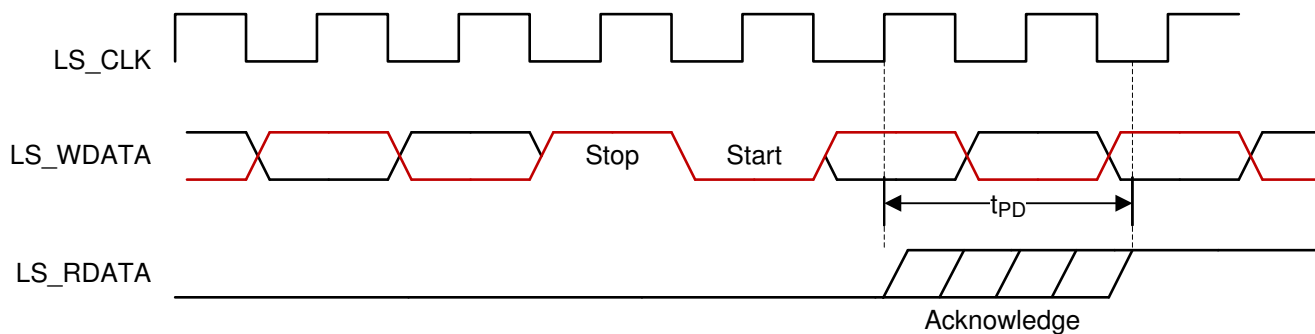 LS_CLK
LS_WDATA
Stop
Start
tPD
LS_RDATA
Acknowledge